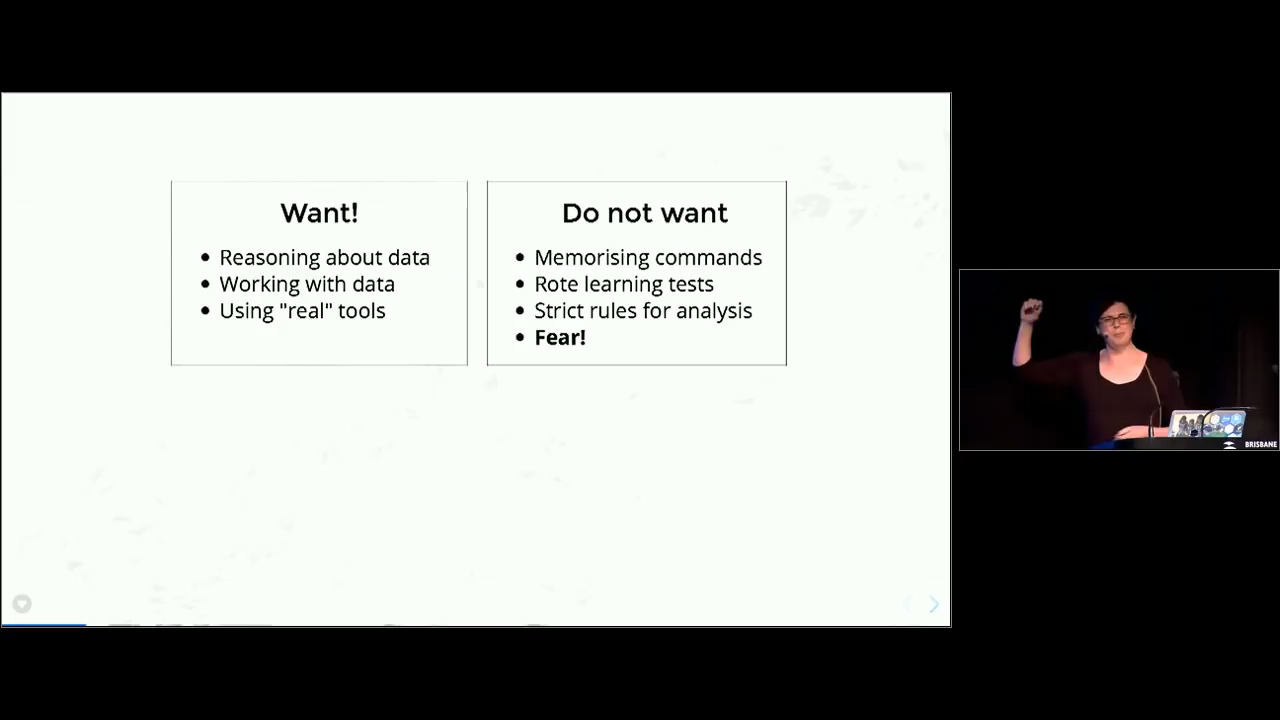 Want!
• Reasoning about data
• Working with data
• Using "real" tools
Do not want
• Memorising commands
• Rote learning tests
• Strict rules for analysis
• Fear!
BRISBANE